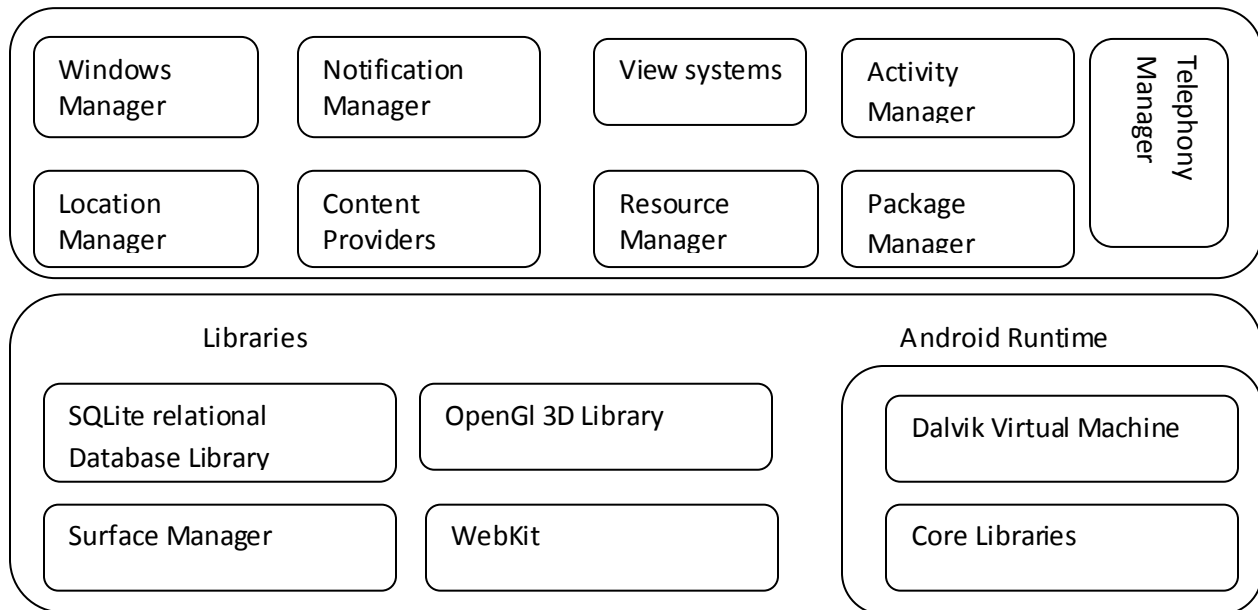 Windows
Manager
Notification
Manager
View systems
Activity
Manager
Telephony
Manager
Location
Manager
Content
Providers
Resource
Manager
Package
Manager
Libraries
Android Runtime
SQLite relational
Database Library
OpenGl 3D Library
Dalvik Virtual Machine
Surface Manager
WebKit
Core Libraries